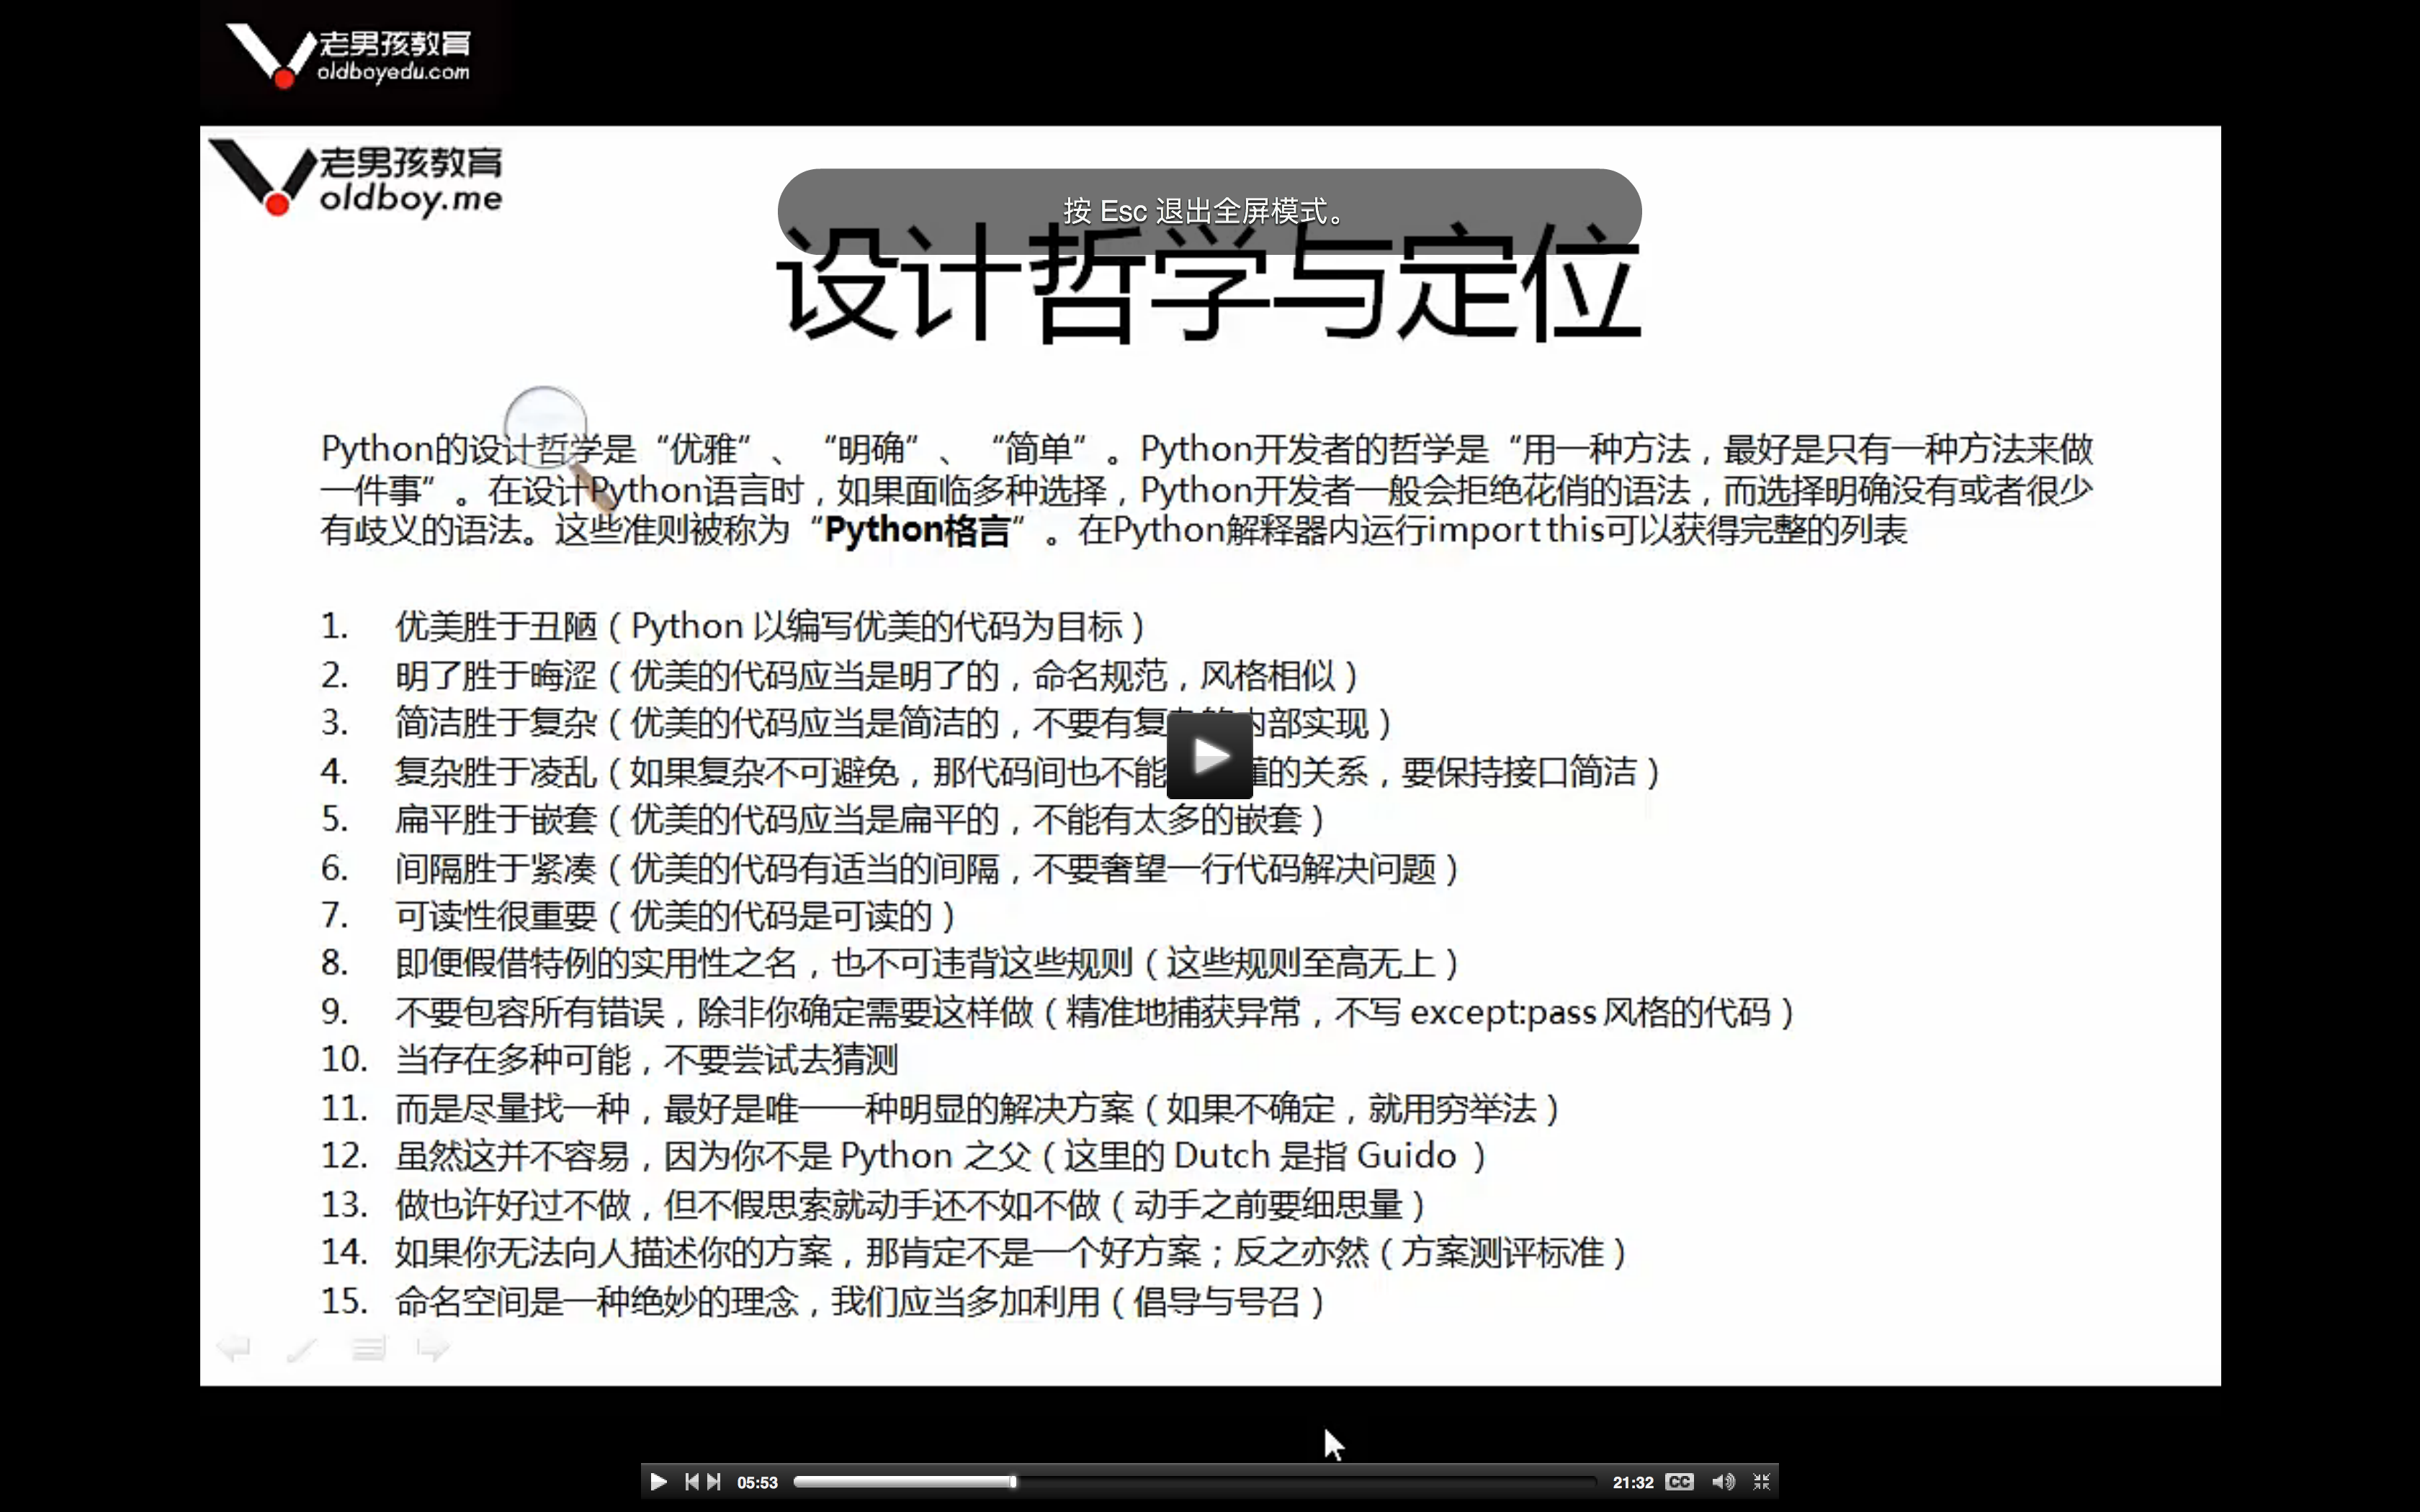 老男孩教育
oldboyedu.com
老男孩教育
oldboy.me
按 Esc 退出全屏模式。
设计哲学与定位
Python的设计哲学是“优雅”、“明确”、“简单”。Python开发者的哲学是“用一种方法，最好是只有一种方法来做
一件事”。在设计Python语言时，如果面临多种选择，Python开发者一般会拒绝花俏的语法，而选择明确没有或者很少
有歧义的语法。这些准则被称为“Python格言”。在Python解释器内运行import this可以获得完整的列表
1. 优美胜于丑陋（Python 以编写优美的代码为目标）
2. 明了胜于晦涩（优美的代码应当是明了的，命名规范，风格相似）
3. 简洁胜于复杂（优美的代码应当是简洁的，不要有复 内部实现）
4. 复杂胜于凌乱（如果复杂不可避免，那代码间也不能 懂的关系，要保持接口简洁）
5. 扁平胜于嵌套（优美的代码应当是扁平的，不能有太多的嵌套）
6. 间隔胜于紧凑（优美的代码有适当的间隔，不要奢望一行代码解决问题）
7. 可读性很重要（优美的代码是可读的）
8. 即便假借特例的实用性之名，也不可违背这些规则（这些规则至高无上）
9. 不要包容所有错误，除非你确定需要这样做（精准地捕获异常，不写 except:pass 风格的代码）
10. 当存在多种可能，不要尝试去猜测
11. 而是尽量找一种，最好是唯一一种明显的解决方案（如果不确定，就用穷举法）
12. 虽然这并不容易，因为你不是 Python 之父（这里的 Dutch 是指 Guido ）
13. 做也许好过不做，但不假思索就动手还不如不做（动手之前要细思量）
14. 如果你无法向人描述你的方案，那肯定不是一个好方案；反之亦然（方案测评标准）
15. 命名空间是一种绝妙的理念，我们应当多加利用（倡导与号召）
05:53 21:32 CC